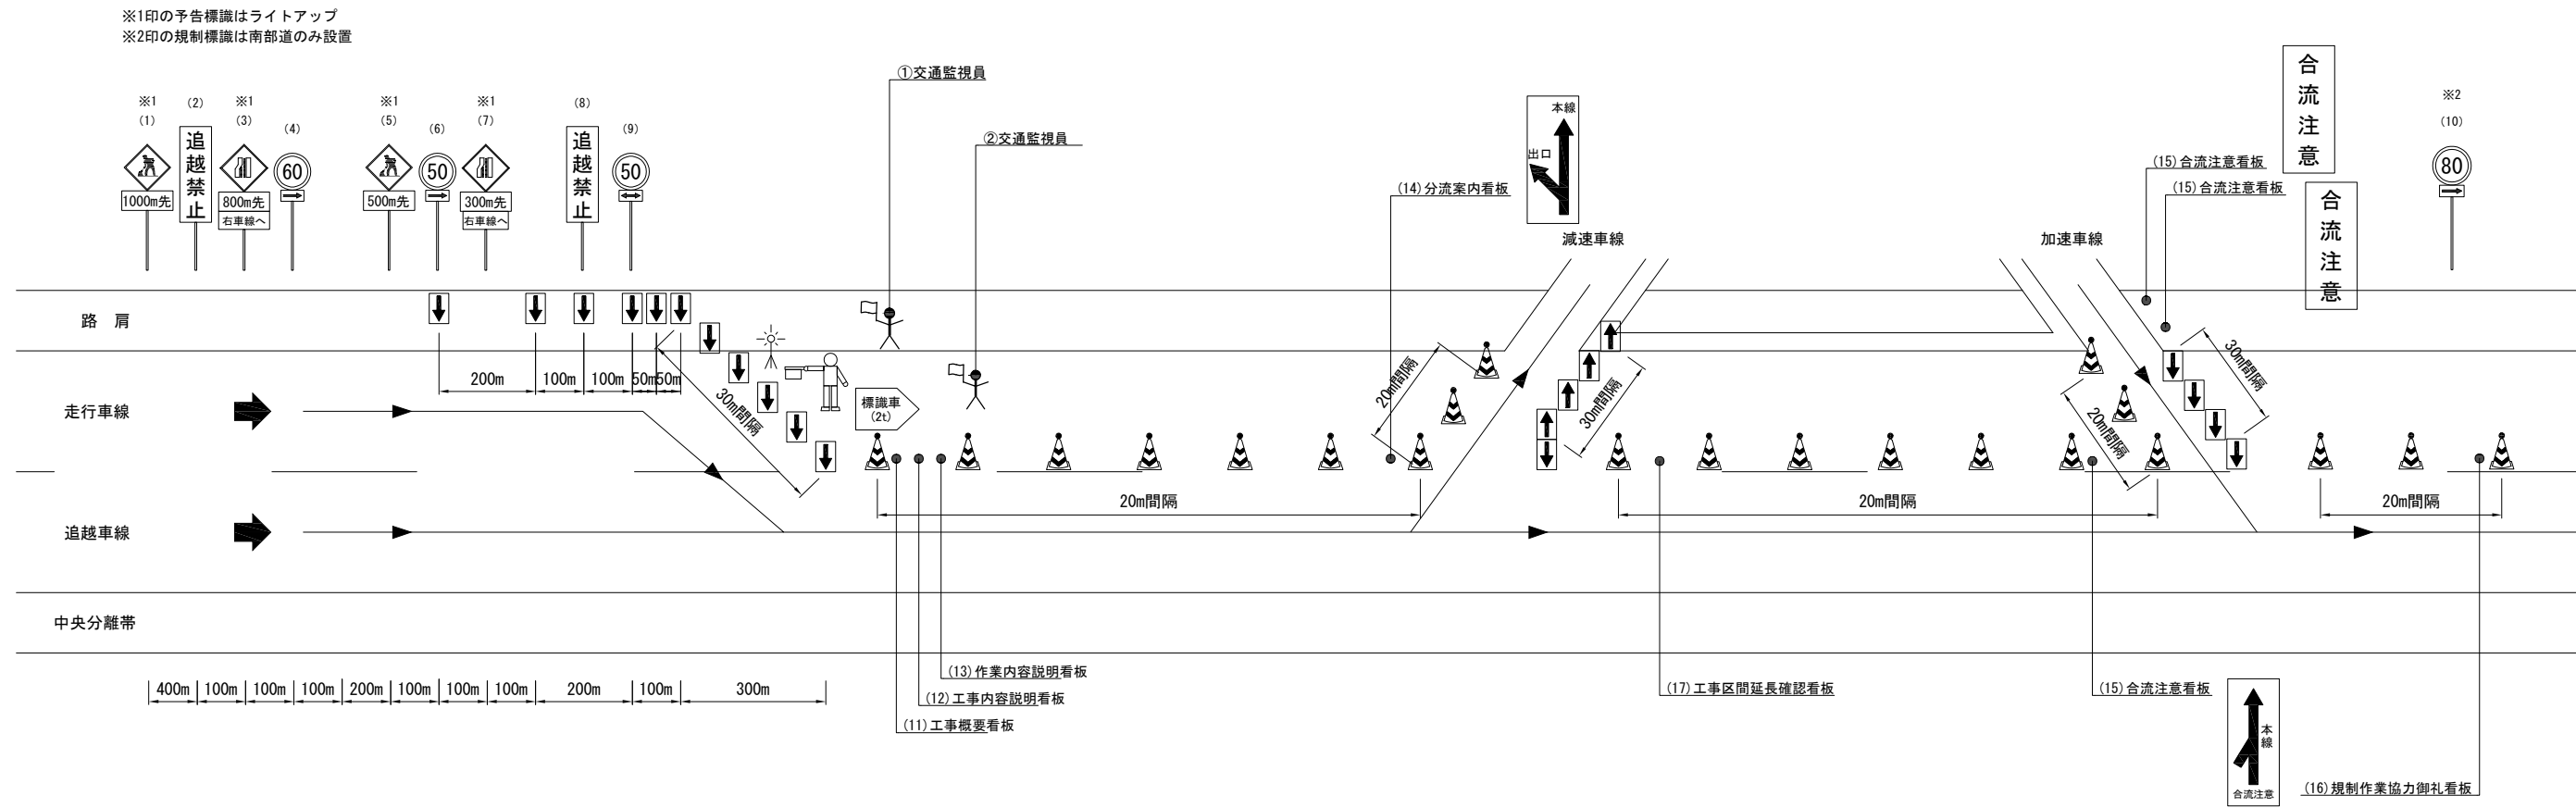 ※1印の予告標識はライトアップ
※2印の規制標識は南部道のみ設置
※1
(1)
1000m先
(2)
追越禁止
※1
(3)
800m先
右車線へ
(4)
60
※1
(5)
500m先
(6)
50
※1
(7)
300m先
右車線へ
(8)
追越禁止
(9)
50
①交通監視員
②交通監視員
(14)分流案内看板
本線
出口
減速車線
加速車線
(15)合流注意看板
(15)合流注意看板
合流注意
合流注意
※2
(10)
80
路　肩
走行車線
追越車線
中央分離帯
200m
100m
100m
50m
50m
30m間隔
標識車
(2t)
20m間隔
20m間隔
30m間隔
20m間隔
20m間隔
30m間隔
20m間隔
400m
100m
100m
100m
200m
100m
100m
100m
200m
100m
300m
(13)作業内容説明看板
(12)工事内容説明看板
(11)工事概要看板
(17)工事区間延長確認看板
(15)合流注意看板
本線
合流注意
(16)規制作業協力御礼看板